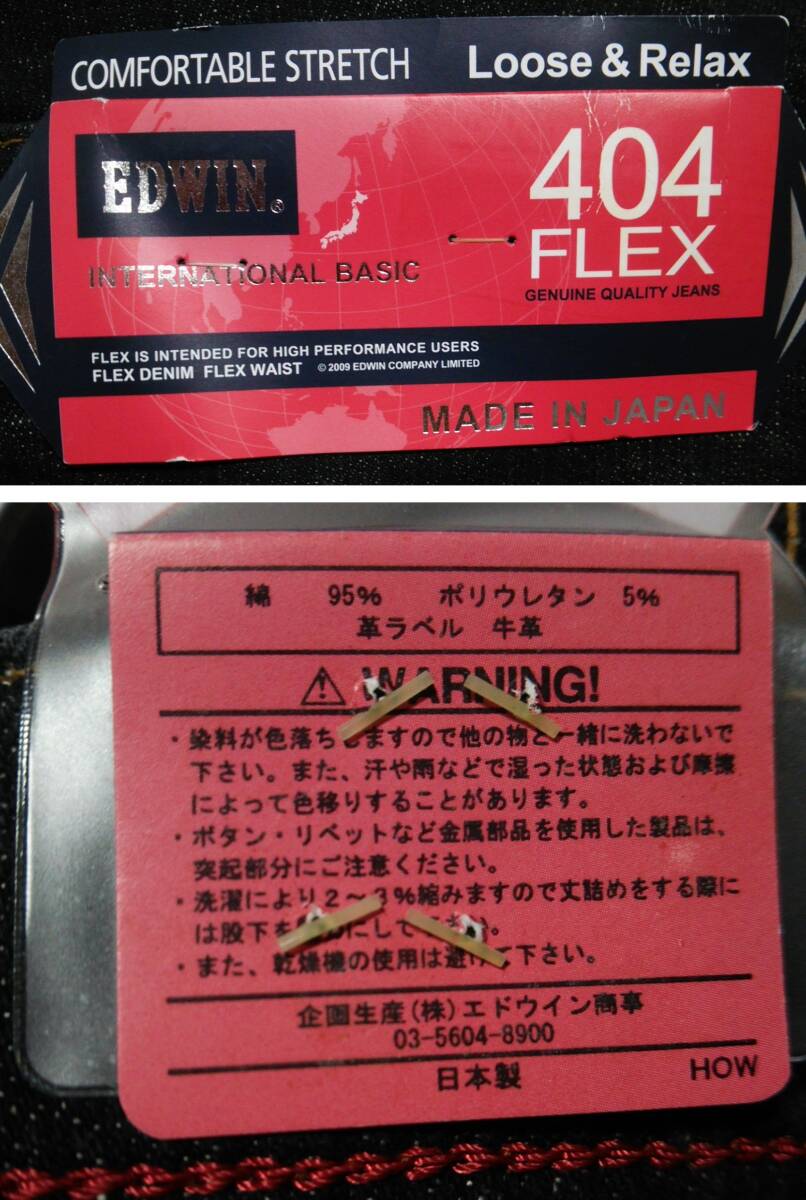 COMFORTABLE STRETCH Loose & Relax
EDWIN®
404
FLEX
INTERNATIONAL BASIC
GENUINE QUALITY JEANS
FLEX IS INTENDED FOR HIGH PERFORMANCE USERS
FLEX DENIM FLEX WAIST © 2009 EDWIN COMPANY LIMITED
MADE IN JAPAN
綿 95% ポリウレタン 5%
革ラベル 牛革
⚠ WARNING!
・染料が色落ちしますので他の物と一緒に洗わないで
下さい。また、汗や雨などで湿った状態および摩擦
によって色移りすることがあります。
・ボタン・リベットなど金属部品を使用した製品は、
突起部分にご注意ください。
・洗濯により2〜3%縮みますので丈詰めをする際に
は股下を にして 。
・また、乾燥機の使用は避けて下さい。
企画生産(株)エドウイン商事
03-5604-8900
日本製 HOW